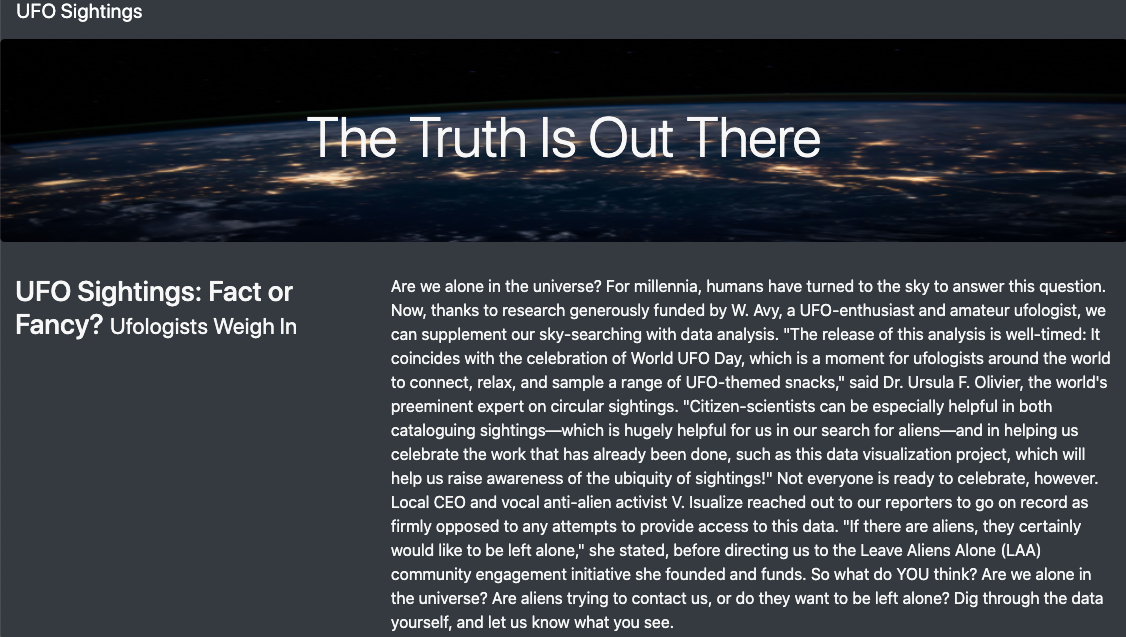 UFO Sightings
The Truth Is Out There
UFO Sightings: Fact or
Fancy? Ufologists Weigh In
Are we alone in the universe? For millennia, humans have turned to the sky to answer this question.
Now, thanks to research generously funded by W. Avy, a UFO-enthusiast and amateur ufologist, we
can supplement our sky-searching with data analysis. "The release of this analysis is well-timed: It
coincides with the celebration of World UFO Day, which is a moment for ufologists around the world
to connect, relax, and sample a range of UFO-themed snacks," said Dr. Ursula F. Olivier, the world's
preeminent expert on circular sightings. "Citizen-scientists can be especially helpful in both
cataloguing sightings—which is hugely helpful for us in our search for aliens—and in helping us
celebrate the work that has already been done, such as this data visualization project, which will
help us raise awareness of the ubiquity of sightings!" Not everyone is ready to celebrate, however.
Local CEO and vocal anti-alien activist V. Isualize reached out to our reporters to go on record as
firmly opposed to any attempts to provide access to this data. "If there are aliens, they certainly
would like to be left alone," she stated, before directing us to the Leave Aliens Alone (LAA)
community engagement initiative she founded and funds. So what do YOU think? Are we alone in
the universe? Are aliens trying to contact us, or do they want to be left alone? Dig through the data
yourself, and let us know what you see.